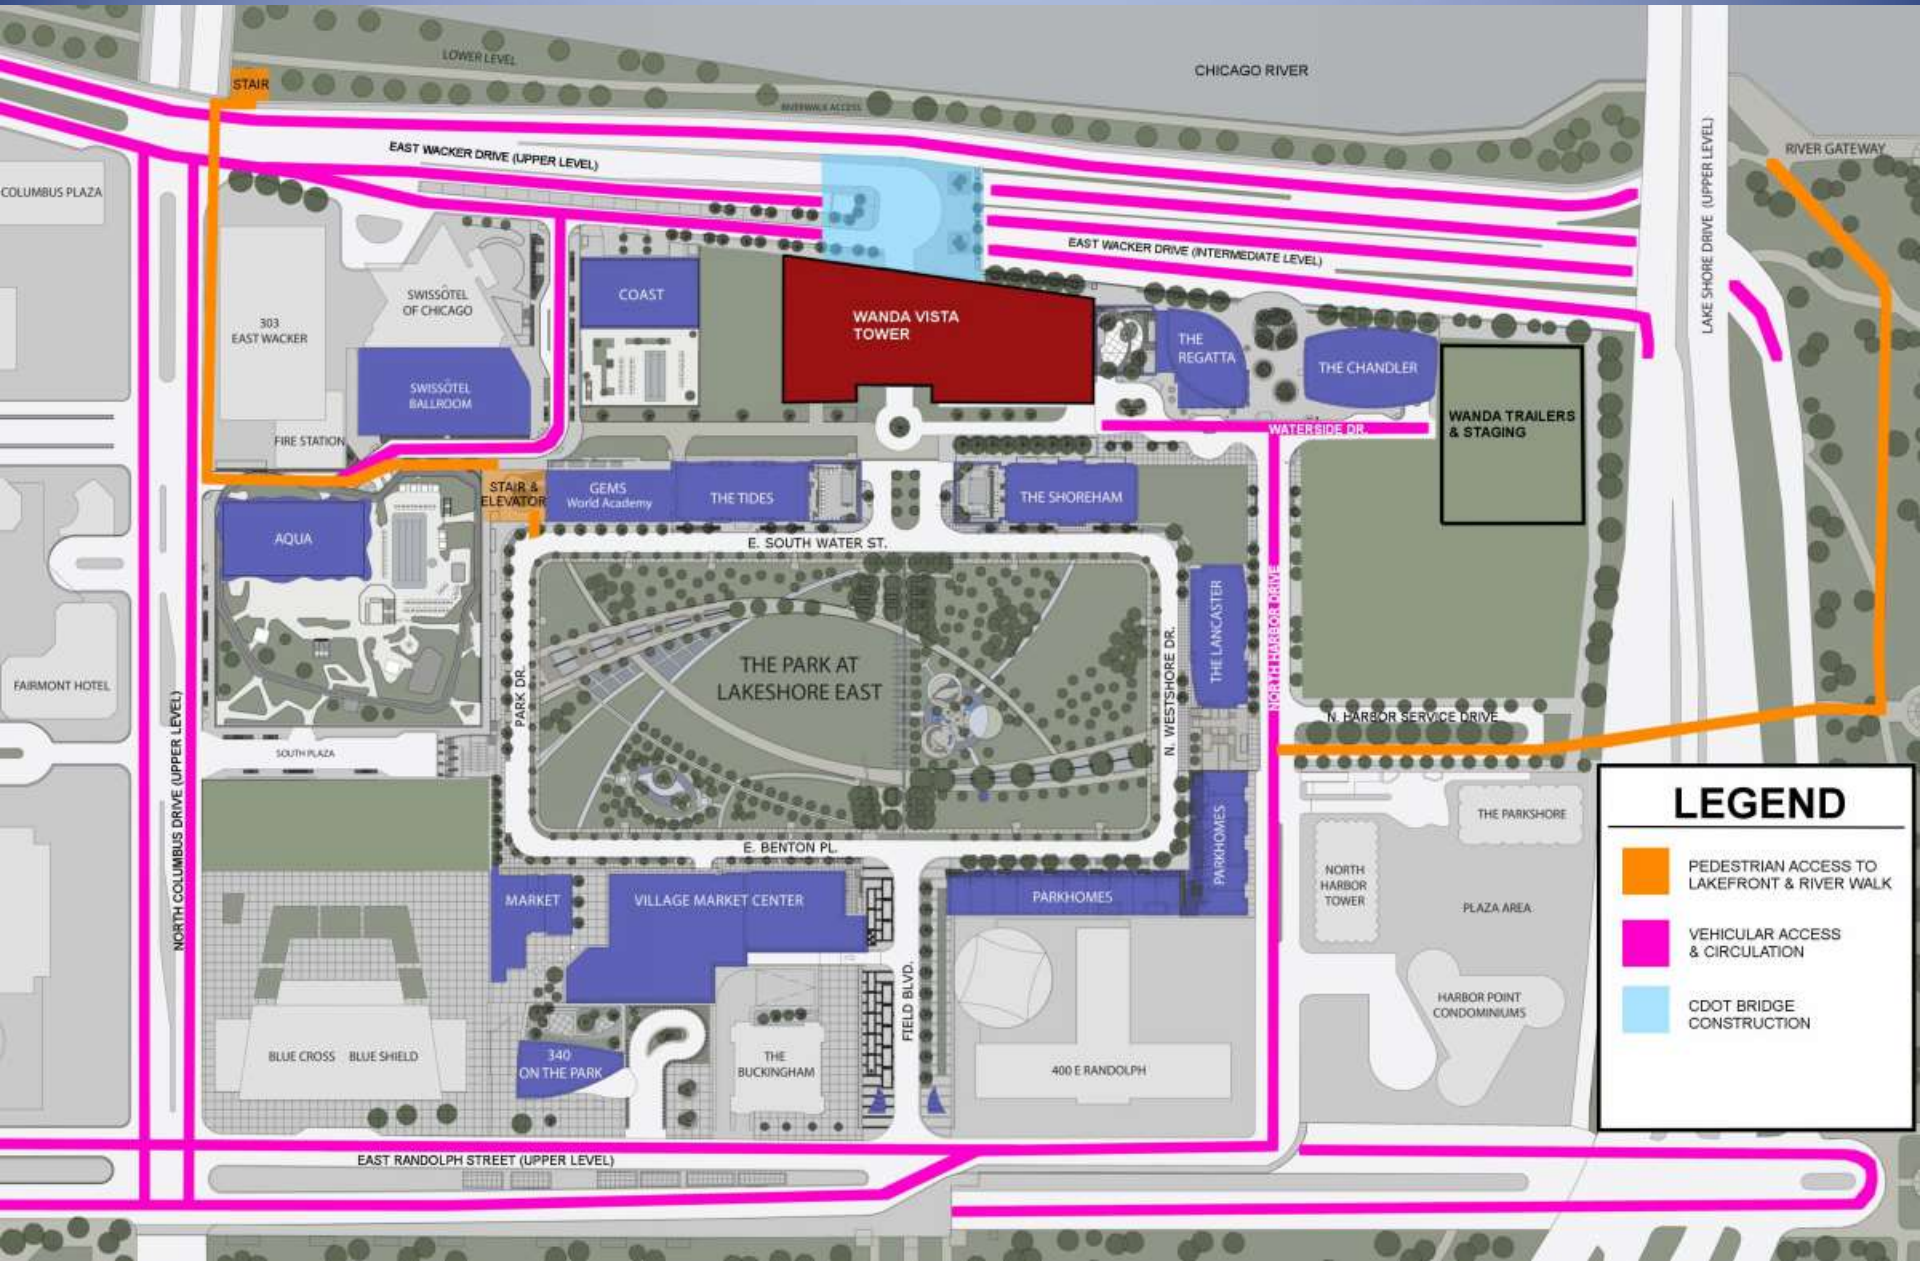 LOWER LEVEL
CHICAGO RIVER
STAIR
RIVERWALK ACCESS
EAST WACKER DRIVE (UPPER LEVEL)
RIVER GATEWAY
COLUMBUS PLAZA
LAKE SHORE DRIVE (UPPER LEVEL)
EAST WACKER DRIVE (INTERMEDIATE LEVEL)
COAST
SWISSÔTEL
OF CHICAGO
303
EAST WACKER
WANDA VISTA
TOWER
THE
REGATTA
THE CHANDLER
SWISSÔTEL
BALLROOM
WANDA TRAILERS
& STAGING
WATERSIDE DR.
FIRE STATION
STAIR &
ELEVATOR
GEMS
World Academy
THE TIDES
THE SHOREHAM
AQUA
E. SOUTH WATER ST.
THE PARK AT
LAKESHORE EAST
PARK DR.
N. WESTSHORE DR.
THE LANCASTER
NORTH HARBOR DRIVE
FAIRMONT HOTEL
NORTH COLUMBUS DRIVE (UPPER LEVEL)
N. HARBOR SERVICE DRIVE
SOUTH PLAZA
LEGEND
PEDESTRIAN ACCESS TO
LAKEFRONT & RIVER WALK
VEHICULAR ACCESS
& CIRCULATION
CDOT BRIDGE
CONSTRUCTION
THE PARKSHORE
E. BENTON PL.
PARKHOMES
MARKET
VILLAGE MARKET CENTER
PARKHOMES
NORTH
HARBOR
TOWER
PLAZA AREA
FIELD BLVD.
HARBOR POINT
CONDOMINIUMS
BLUE CROSS BLUE SHIELD
340
ON THE PARK
THE
BUCKINGHAM
400 E RANDOLPH
EAST RANDOLPH STREET (UPPER LEVEL)